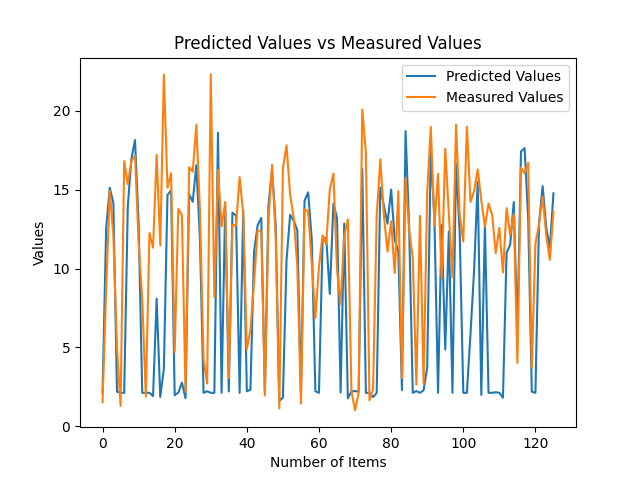 Predicted Values vs Measured Values
Predicted Values
Measured Values
20
15
10
5
0
Values
0 20 40 60 80 100 120
Number of Items